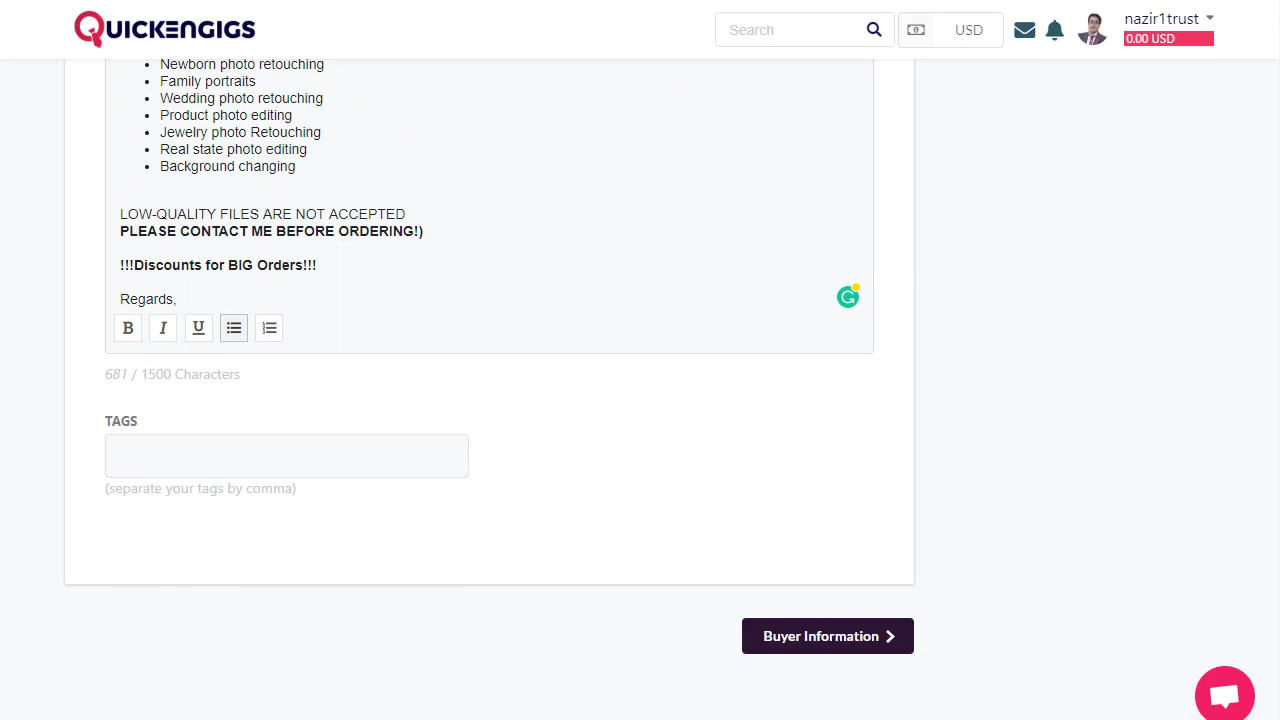 QUICKENGIGS
Search
USD
nazir1trust
0.00 USD
Newborn photo retouching
Family portraits
Wedding photo retouching
Product photo editing
Jewelry photo Retouching
Real state photo editing
Background changing
LOW-QUALITY FILES ARE NOT ACCEPTED
PLEASE CONTACT ME BEFORE ORDERING!)
!!!Discounts for BIG Orders!!!
Regards,
B I U
681 / 1500 Characters
TAGS
(separate your tags by comma)
Buyer Information